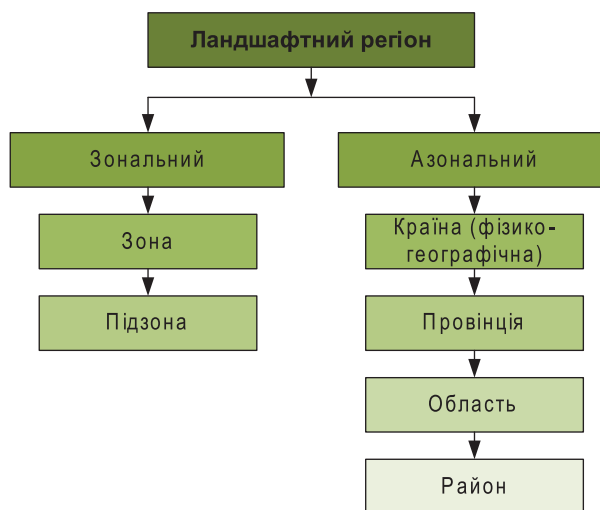 Ландшафтний регіон
Зональний
Азональний
Зона
Країна (фізико-
географічна)
Підзона
Провінція
Область
Район